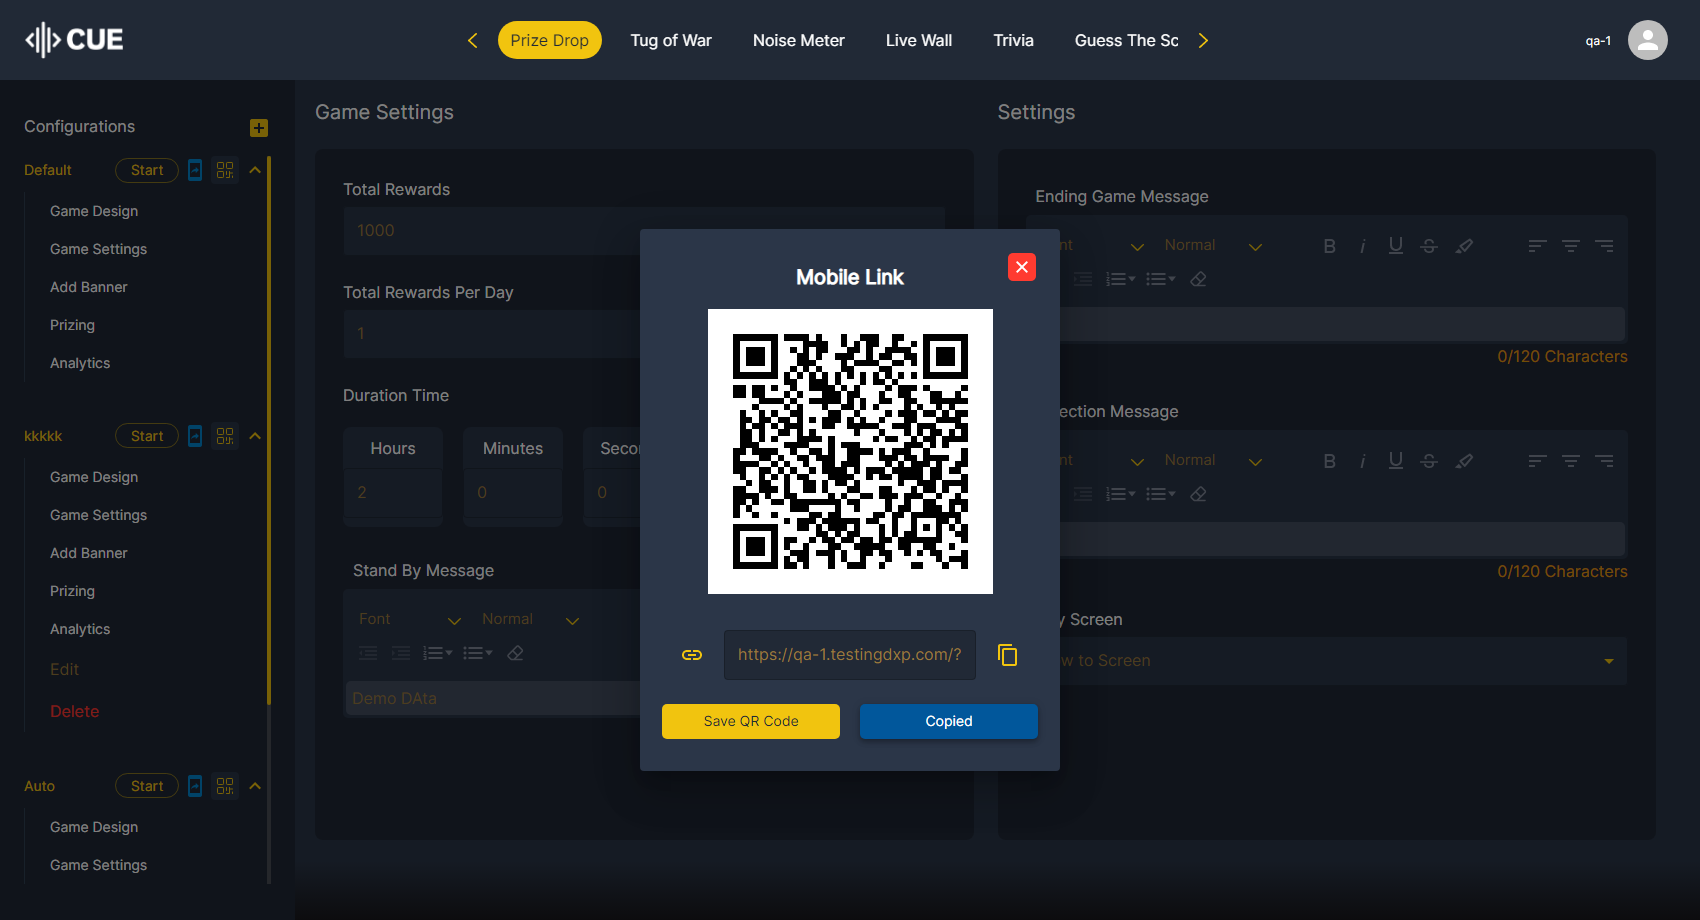 CUE
Prize Drop
Tug of War
Noise Meter
Live Wall
Trivia
Guess The Sc
qa-1
Configurations
Default
Start
Game Design
Game Settings
Add Banner
Prizing
Analytics
kkkkk
Start
Game Design
Game Settings
Add Banner
Prizing
Analytics
Edit
Delete
Auto
Start
Game Design
Game Settings
Game Settings
Total Rewards
1000
Total Rewards Per Day
1
Duration Time
Hours
Minutes
Secon
2
0
0
Stand By Message
Font
Normal
Demo DAta
Mobile Link
https://qa-1.testingdxp.com/?
Save QR Code
Copied
Settings
Ending Game Message
nt
Normal
B
i
U
S
0/120 Characters
ection Message
nt
Normal
B
i
U
S
0/120 Characters
y Screen
w to Screen